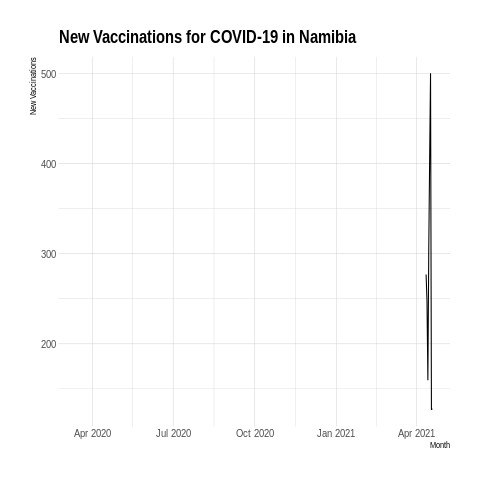 New Vaccinations for COVID-19 in Namibia
New Vaccinations
500
400
300
200
Apr 2020 Jul 2020 Oct 2020 Jan 2021 Apr 2021
Month